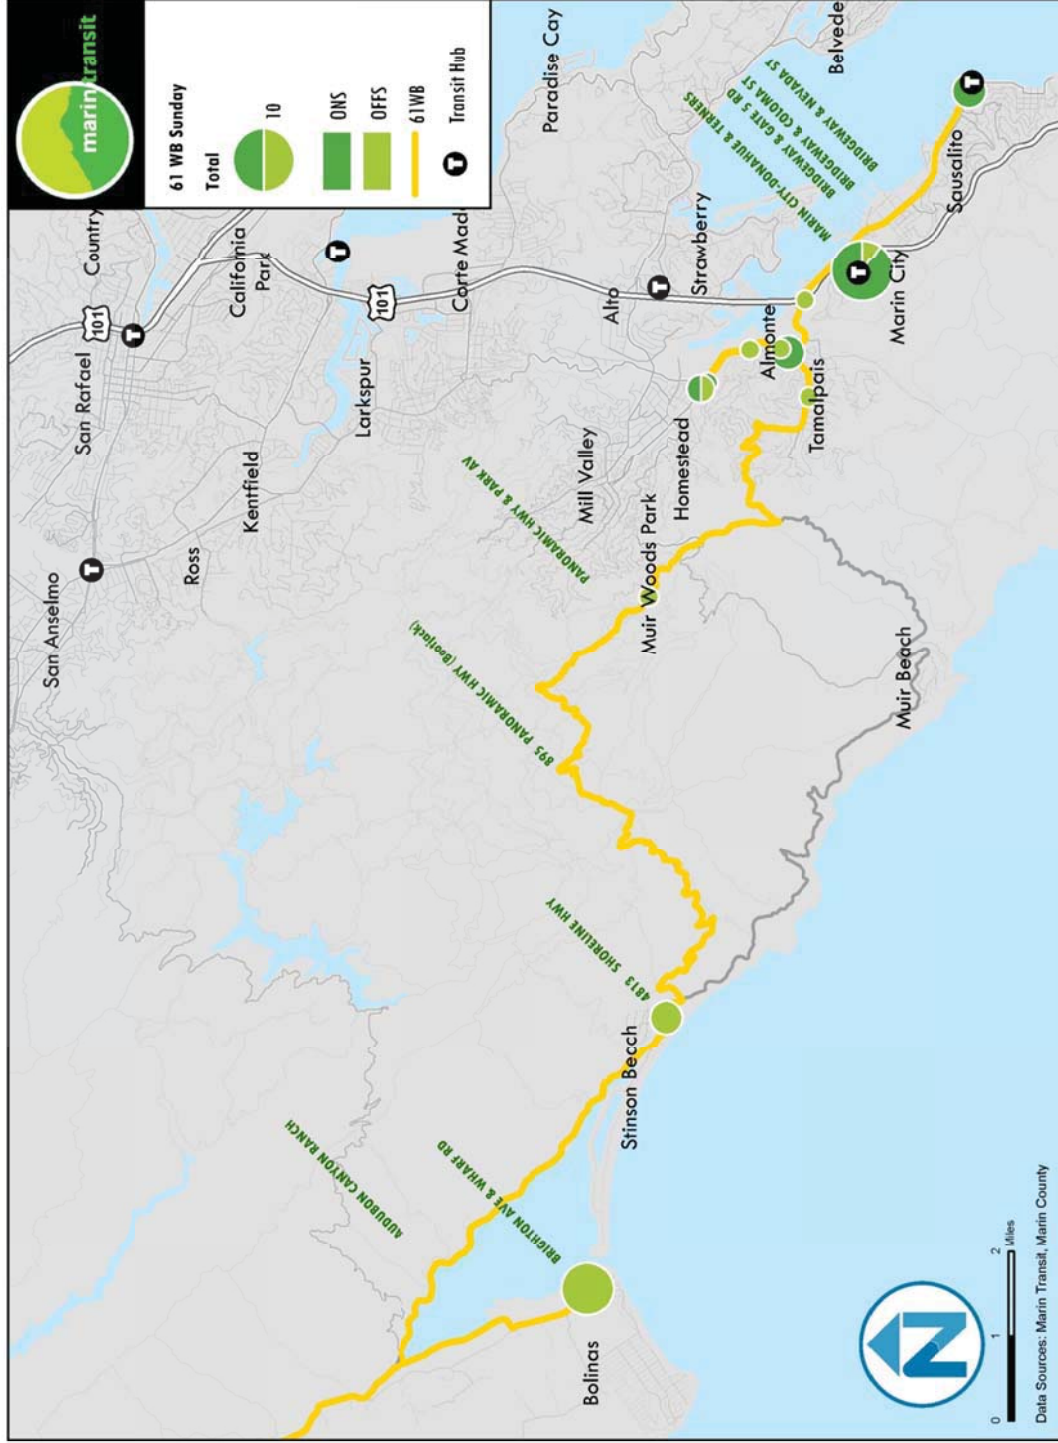 marintransit
61 WB Sunday
Total
10
ONS
OFFS
61WB
Transit Hub
San Anselmo
San Rafael
101
Country
Ross
Kentfield
California
Park
Larkspur
101
Corte Mad
Paradise Cay
PANORAMIC HWY & PARK AV
895 PANORAMIC HWY (Bootjack)
4813 SHORELINE HWY
AUDUBON CANYON RANCH
BRIGHTON AVE & WHARF RD
Mill Valley
Alto
Strawberry
MARIN CITY-DONAHUE & TERNERS
BRIDGEWAY & GATE 5 RD
BRIDGEWAY & COLOMA ST
BRIDGEWAY & NEVADA ST
Belvede
Muir Woods Park
Homestead
Almonte
Tamalpais
Marin City
Sausalito
Stinson Becch
Muir Beach
Bolinas
N
0 1 2
Miles
Data Sources: Marin Transit, Marin County